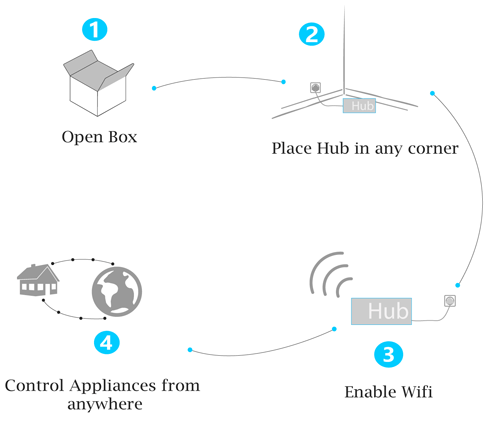 1
Open Box
2
Hub
Place Hub in any corner
Hub
3
Enable Wifi
4
Control Appliances from
anywhere